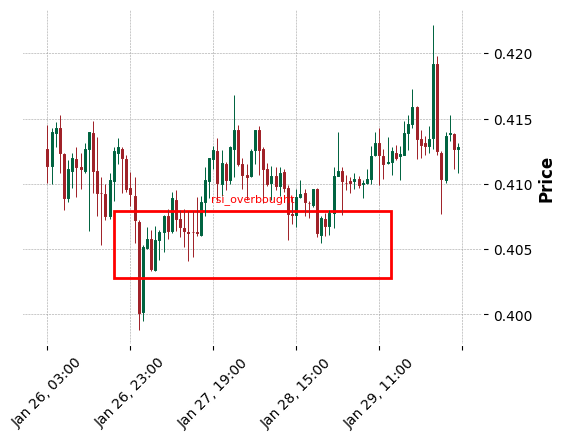 0.420
0.415
0.410
0.405
0.400
Price
rsi_overbought
Jan 26, 03:00
Jan 26, 23:00
Jan 27, 19:00
Jan 28, 15:00
Jan 29, 11:00